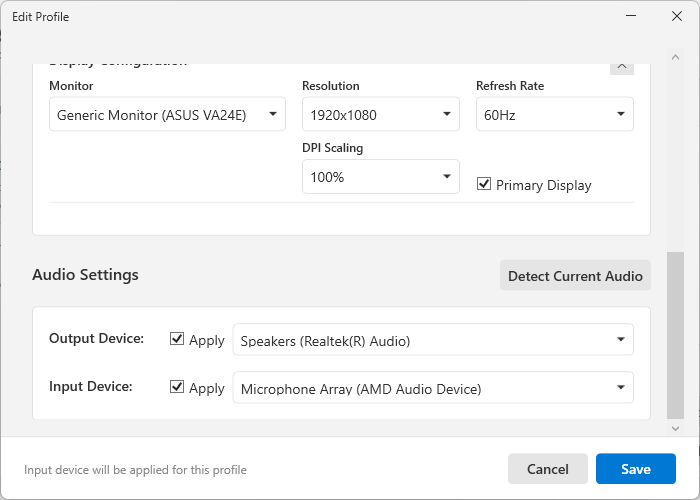 Edit Profile
Display Configuration
Monitor
Resolution
Refresh Rate
Generic Monitor (ASUS VA24E)
1920x1080
60Hz
DPI Scaling
100%
Primary Display
Audio Settings
Detect Current Audio
Output Device:
Apply
Speakers (Realtek(R) Audio)
Input Device:
Apply
Microphone Array (AMD Audio Device)
Input device will be applied for this profile
Cancel
Save